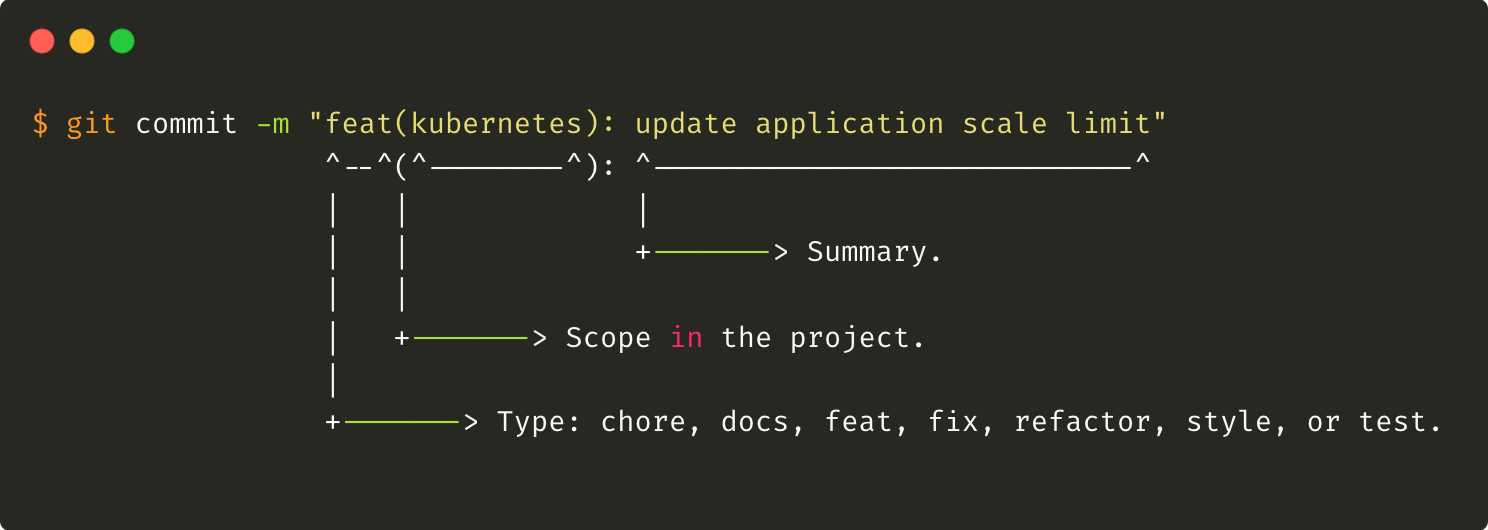 $ git commit -m "feat(kubernetes): update application scale limit"
                 ^--^(^--------^): ^----------------------------^
                 |   |             |
                 |   |             +-------> Summary.
                 |   |
                 |   +-------> Scope in the project.
                 |
                 +-------> Type: chore, docs, feat, fix, refactor, style, or test.